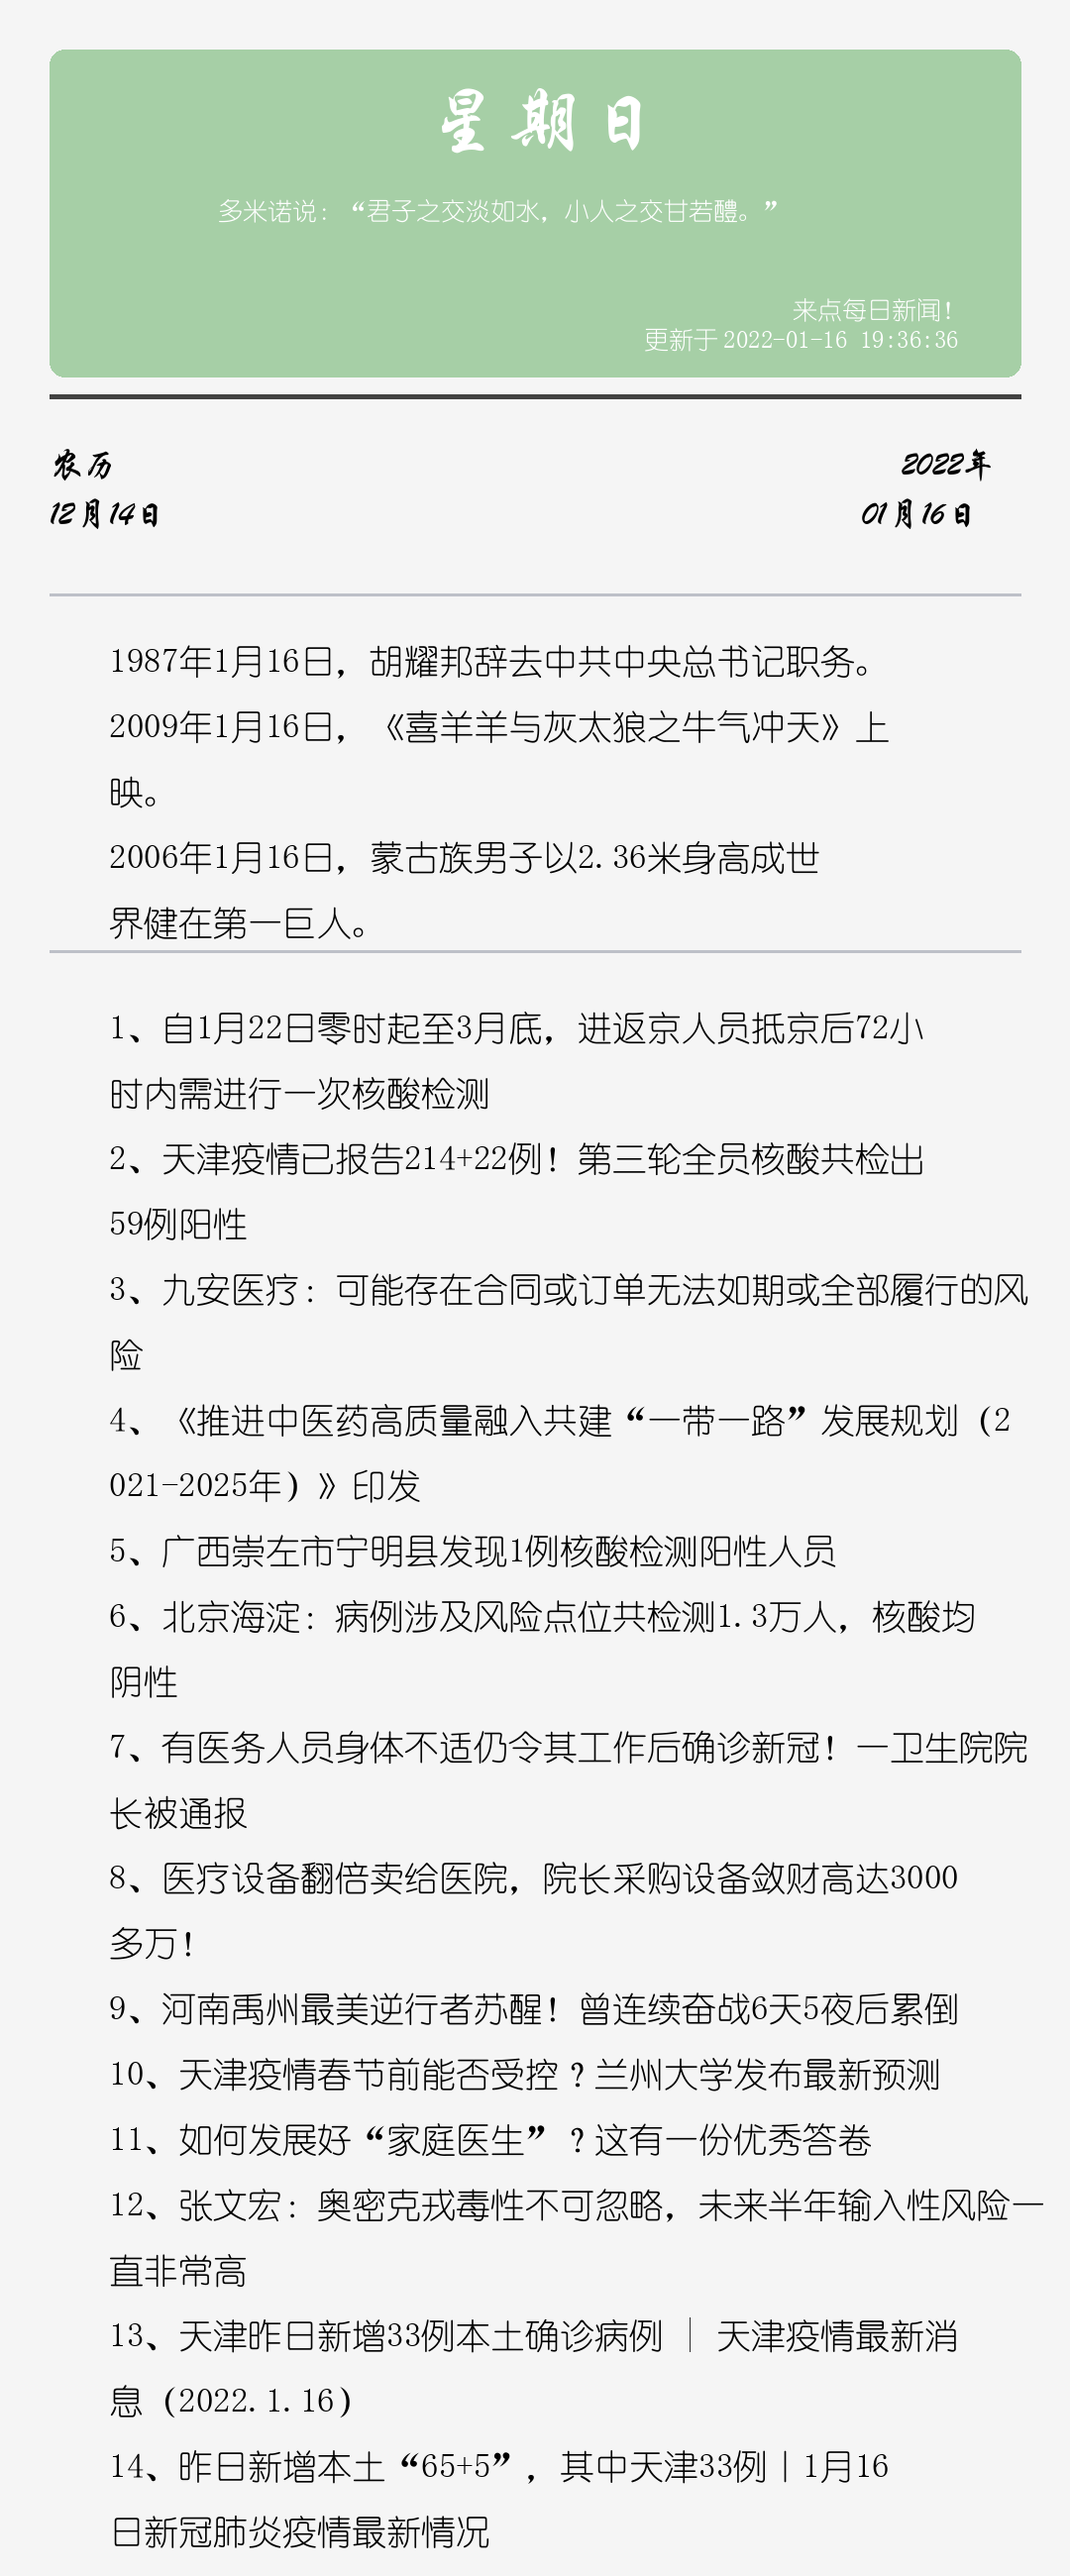 星期日
多米诺说：“君子之交淡如水，小人之交甘若醴。”
来点每日新闻！
更新于 2022-01-16 19:36:36
农历
2022年
12月14日
01月16日
1987年1月16日，胡耀邦辞去中共中央总书记职务。
2009年1月16日，《喜羊羊与灰太狼之牛气冲天》上
映。
2006年1月16日，蒙古族男子以2.36米身高成世
界健在第一巨人。
1、自1月22日零时起至3月底，进返京人员抵京后72小
时内需进行一次核酸检测
2、天津疫情已报告214+22例！第三轮全员核酸共检出
59例阳性
3、九安医疗：可能存在合同或订单无法如期或全部履行的风
险
4、《推进中医药高质量融入共建“一带一路”发展规划（2
021-2025年）》印发
5、广西崇左市宁明县发现1例核酸检测阳性人员
6、北京海淀：病例涉及风险点位共检测1.3万人，核酸均
阴性
7、有医务人员身体不适仍令其工作后确诊新冠！一卫生院院
长被通报
8、医疗设备翻倍卖给医院，院长采购设备敛财高达3000
多万！
9、河南禹州最美逆行者苏醒！曾连续奋战6天5夜后累倒
10、天津疫情春节前能否受控？兰州大学发布最新预测
11、如何发展好“家庭医生”？这有一份优秀答卷
12、张文宏：奥密克戎毒性不可忽略，未来半年输入性风险一
直非常高
13、天津昨日新增33例本土确诊病例 │ 天津疫情最新消
息（2022.1.16）
14、昨日新增本土“65+5”，其中天津33例丨1月16
日新冠肺炎疫情最新情况